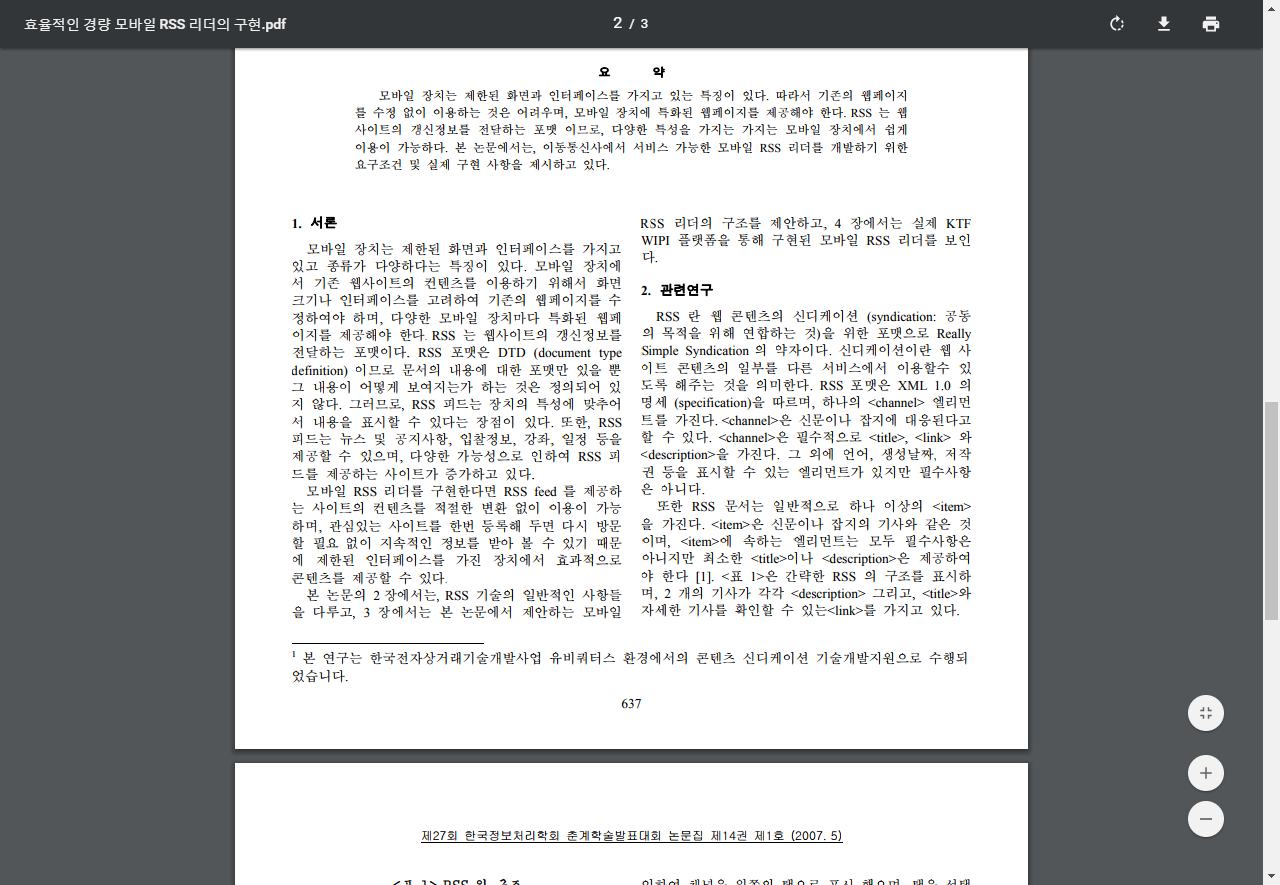 효율적인 경량 모바일 RSS 리더의 구현.pdf
2 / 3
요 약
모바일 장치는 제한된 화면과 인터페이스를 가지고 있는 특징이 있다. 따라서 기존의 웹페이지
를 수정 없이 이용하는 것은 어려우며, 모바일 장치에 특화된 웹페이지를 제공해야 한다. RSS 는 웹
사이트의 갱신정보를 전달하는 포맷 이므로, 다양한 특성을 가지는 가지는 모바일 장치에서 쉽게
이용이 가능하다. 본 논문에서는, 이동통신사에서 서비스 가능한 모바일 RSS 리더를 개발하기 위한
요구조건 및 실제 구현 사항을 제시하고 있다.
1. 서론
모바일 장치는 제한된 화면과 인터페이스를 가지고
있고 종류가 다양하다는 특징이 있다. 모바일 장치에
서 기존 웹사이트의 컨텐츠를 이용하기 위해서 화면
크기나 인터페이스를 고려하여 기존의 웹페이지를 수
정하여야 하며, 다양한 모바일 장치마다 특화된 웹페
이지를 제공해야 한다. RSS 는 웹사이트의 갱신정보를
전달하는 포맷이다. RSS 포맷은 DTD (document type
definition) 이므로 문서의 내용에 대한 포맷만 있을 뿐
그 내용이 어떻게 보여지는가 하는 것은 정의되어 있
지 않다. 그러므로, RSS 피드는 장치의 특성에 맞추어
서 내용을 표시할 수 있다는 장점이 있다. 또한, RSS
피드는 뉴스 및 공지사항, 입찰정보, 강좌, 일정 등을
제공할 수 있으며, 다양한 가능성으로 인하여 RSS 피
드를 제공하는 사이트가 증가하고 있다.
모바일 RSS 리더를 구현한다면 RSS feed 를 제공하
는 사이트의 컨텐츠를 적절한 변환 없이 이용이 가능
하며, 관심있는 사이트를 한번 등록해 두면 다시 방문
할 필요 없이 지속적인 정보를 받아 볼 수 있기 때문
에 제한된 인터페이스를 가진 장치에서 효과적으로
콘텐츠를 제공할 수 있다.
본 논문의 2 장에서는, RSS 기술의 일반적인 사항들
을 다루고, 3 장에서는 본 논문에서 제안하는 모바일
RSS 리더의 구조를 제안하고, 4 장에서는 실제 KTF
WIPI 플랫폼을 통해 구현된 모바일 RSS 리더를 보인
다.
2. 관련연구
RSS 란 웹 콘텐츠의 신디케이션 (syndication: 공동
의 목적을 위해 연합하는 것)을 위한 포맷으로 Really
Simple Syndication 의 약자이다. 신디케이션이란 웹 사
이트 콘텐츠의 일부를 다른 서비스에서 이용할수 있
도록 해주는 것을 의미한다. RSS 포맷은 XML 1.0 의
명세 (specification)을 따르며, 하나의 <channel> 엘리먼
트를 가진다. <channel>은 신문이나 잡지에 대응된다고
할 수 있다. <channel>은 필수적으로 <title>, <link> 와
<description>을 가진다. 그 외에 언어, 생성날짜, 저작
권 등을 표시할 수 있는 엘리먼트가 있지만 필수사항
은 아니다.
또한 RSS 문서는 일반적으로 하나 이상의 <item>
을 가진다. <item>은 신문이나 잡지의 기사와 같은 것
이며, <item>에 속하는 엘리먼트는 모두 필수사항은
아니지만 최소한 <title>이나 <description>은 제공하여
야 한다 [1]. <표 1>은 간략한 RSS 의 구조를 표시하
며, 2 개의 기사가 각각 <description> 그리고, <title>와
자세한 기사를 확인할 수 있는<link>를 가지고 있다.
1 본 연구는 한국전자상거래기술개발사업 유비쿼터스 환경에서의 콘텐츠 신디케이션 기술개발지원으로 수행되
었습니다.
637
제27회 한국정보처리학회 춘계학술발표대회 논문집 제14권 제1호 (2007. 5)